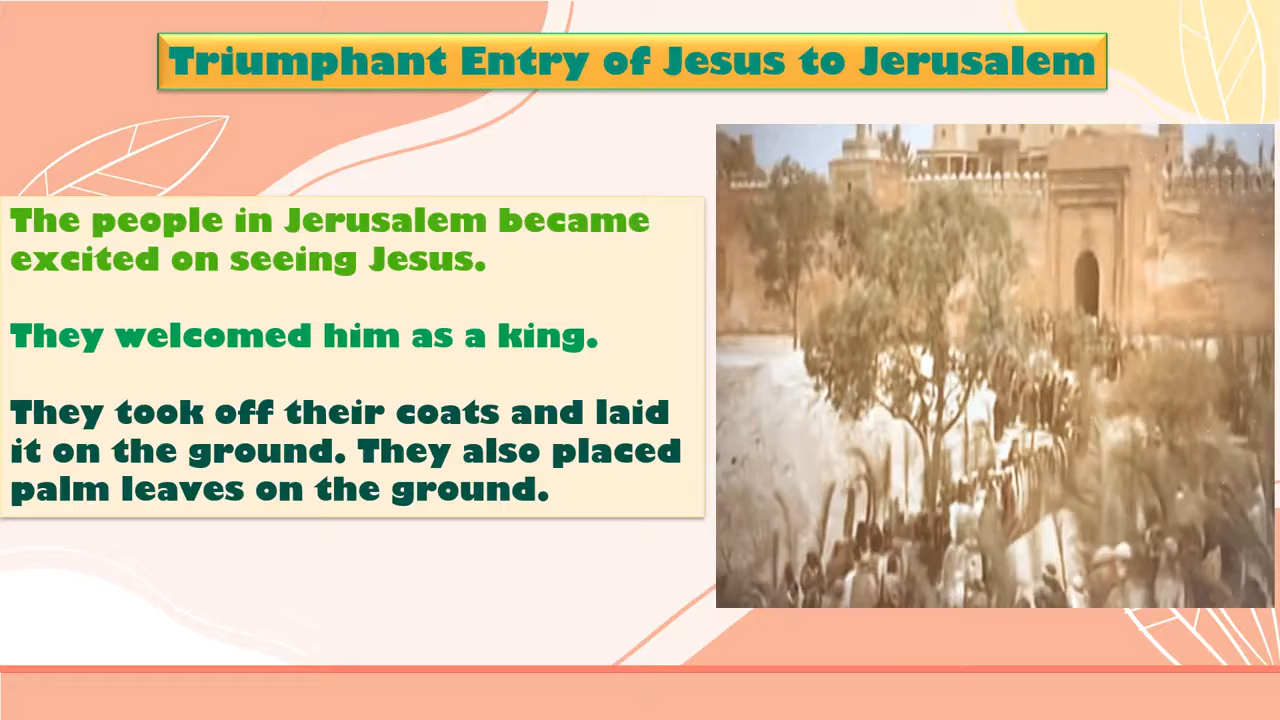 Triumphant Entry of Jesus to Jerusalem
The people in Jerusalem became
excited on seeing Jesus.
They welcomed him as a king.
They took off their coats and laid
it on the ground. They also placed
palm leaves on the ground.